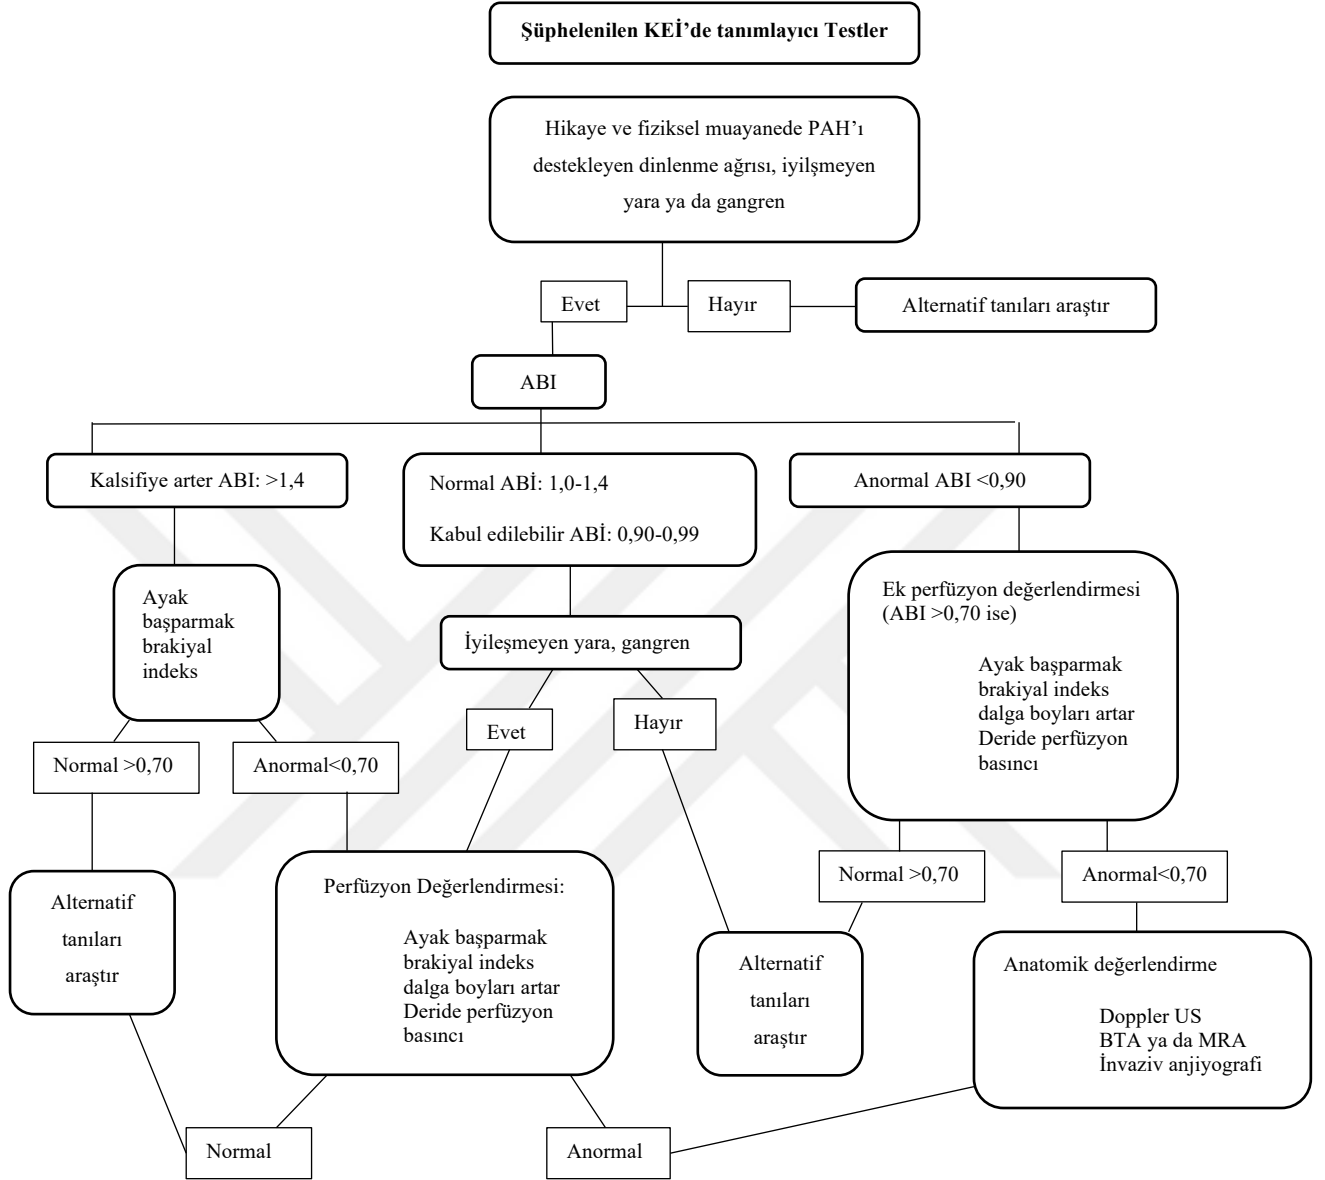 Şüphelenilen KEİ’de tanımlayıcı Testler
Hikaye ve fiziksel muayanede PAH’ı
destekleyen dinlenme ağrısı, iyilşmeyen
yara ya da gangren
Evet
Hayır
Alternatif tanıları araştır
ABI
Kalsifiye arter ABI: >1,4
Normal ABİ: 1,0-1,4
Kabul edilebilir ABİ: 0,90-0,99
Anormal ABI <0,90
Ayak
başparmak
brakiyal
indeks
İyileşmeyen yara, gangren
Ek perfüzyon değerlendirmesi
(ABI >0,70 ise)
Ayak başparmak
brakiyal indeks
dalga boyları artar
Deride perfüzyon
basıncı
Evet
Hayır
Normal >0,70
Anormal<0,70
Normal >0,70
Anormal<0,70
Alternatif
tanıları
araştır
Perfüzyon Değerlendirmesi:
Ayak başparmak
brakiyal indeks
dalga boyları artar
Deride perfüzyon
basıncı
Alternatif
tanıları
araştır
Anatomik değerlendirme
Doppler US
BTA ya da MRA
İnvaziv anjiyografi
Normal
Anormal